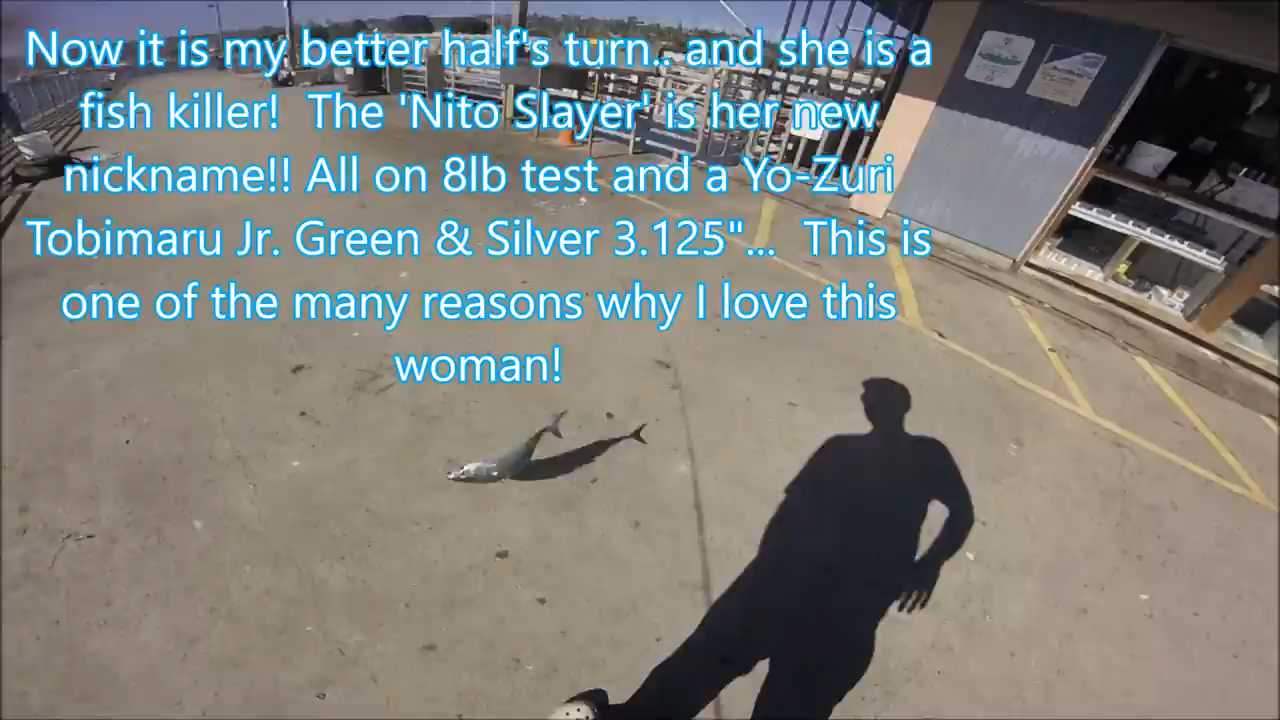 Now it is my better half's turn.. and she is a
fish killer!  The 'Nito Slayer' is her new
nickname!! All on 8lb test and a Yo-Zuri
Tobimaru Jr. Green & Silver 3.125"...  This is
one of the many reasons why I love this
woman!